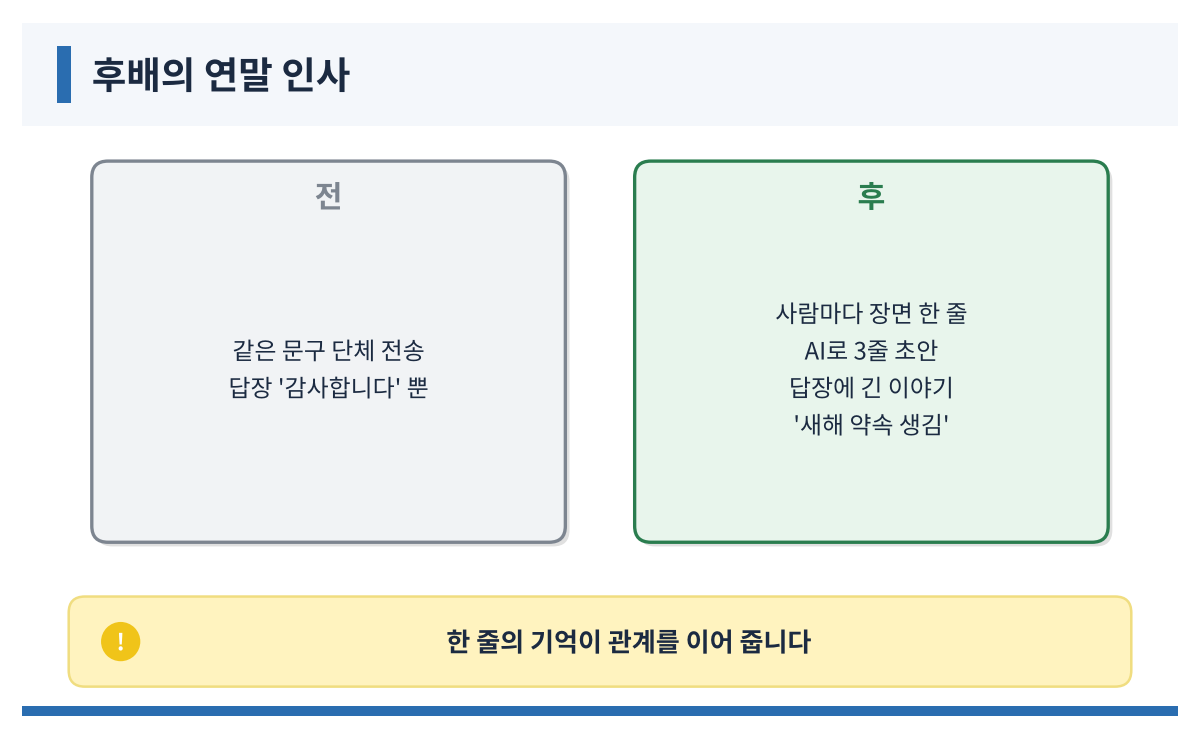 후배의 연말 인사
전
같은 문구 단체 전송
답장 '감사합니다' 뿐
후
사람마다 장면 한 줄
AI로 3줄 초안
답장에 긴 이야기
'새해 약속 생김'
!
한 줄의 기억이 관계를 이어 줍니다